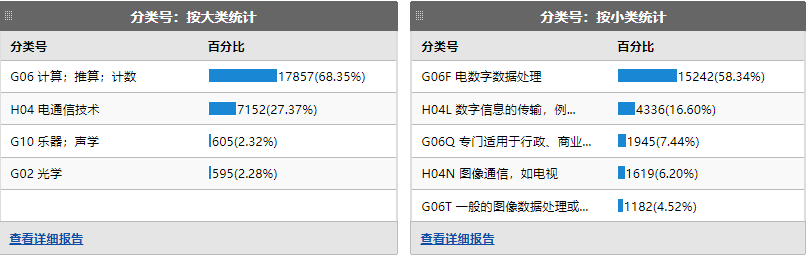 分类号：按大类统计
分类号 百分比
G06 计算；推算；计数 17857(68.35%)
H04 电通信技术 7152(27.37%)
G10 乐器；声学 605(2.32%)
G02 光学 595(2.28%)
查看详细报告
分类号：按小类统计
分类号 百分比
G06F 电数字数据处理 15242(58.34%)
H04L 数字信息的传输，例... 4336(16.60%)
G06Q 专门适用于行政、商业... 1945(7.44%)
H04N 图像通信，如电视 1619(6.20%)
G06T 一般的图像数据处理或... 1182(4.52%)
查看详细报告